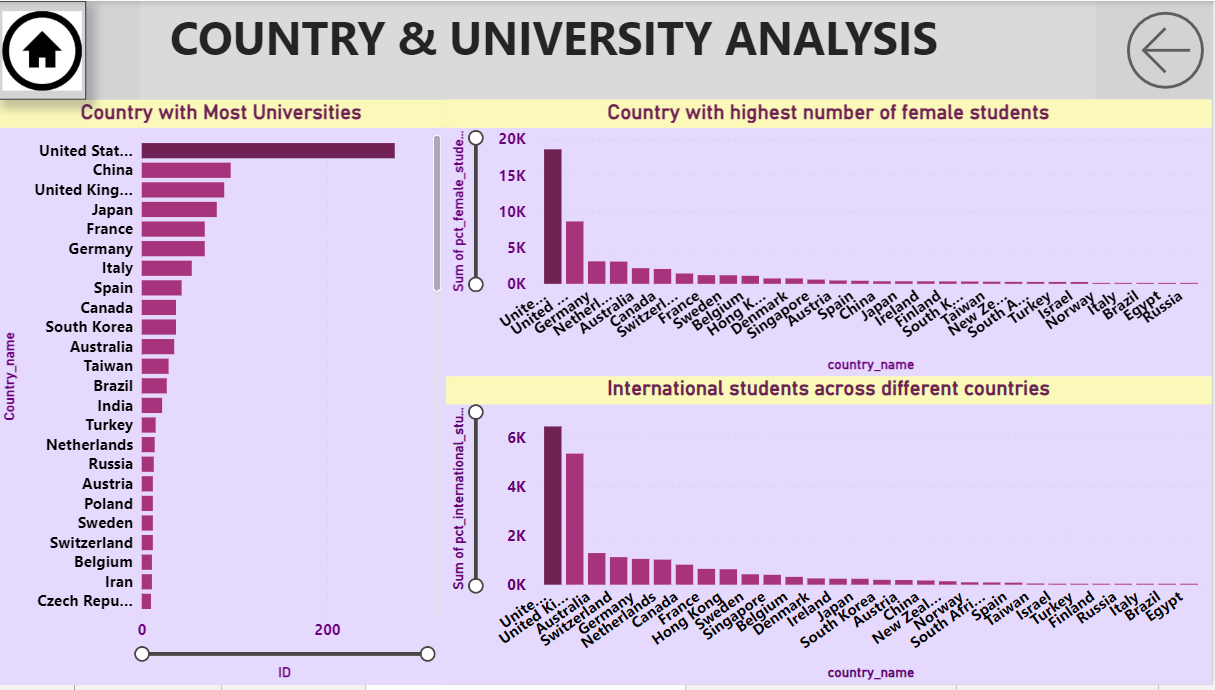 COUNTRY & UNIVERSITY ANALYSIS
Country with Most Universities
Country_name
United Stat...
China
United King...
Japan
France
Germany
Italy
Spain
Canada
South Korea
Australia
Taiwan
Brazil
India
Turkey
Netherlands
Russia
Austria
Poland
Sweden
Switzerland
Belgium
Iran
Czech Repu...
0 200
ID
Country with highest number of female students
Sum of pct_female_stude...
20K
15K
10K
5K
0K
Unite... United ... Germany Netherl... Australia Canada Switzerl... France Sweden Belgium Hong K... Denmark Singapore Austria Spain China Japan Ireland Finland South K... Taiwan New Ze... South A... Turkey Israel Norway Italy Brazil Egypt Russia
country_name
International students across different countries
Sum of pct_international_stu...
6K
4K
2K
0K
Unite... United Ki... Australia Switzerland Germany Netherlands Canada France Hong Kong Sweden Singapore Belgium Denmark Ireland Japan South Korea Austria China New Zeal... Norway South Afri... Spain Taiwan Israel Turkey Finland Russia Italy Brazil Egypt
country_name